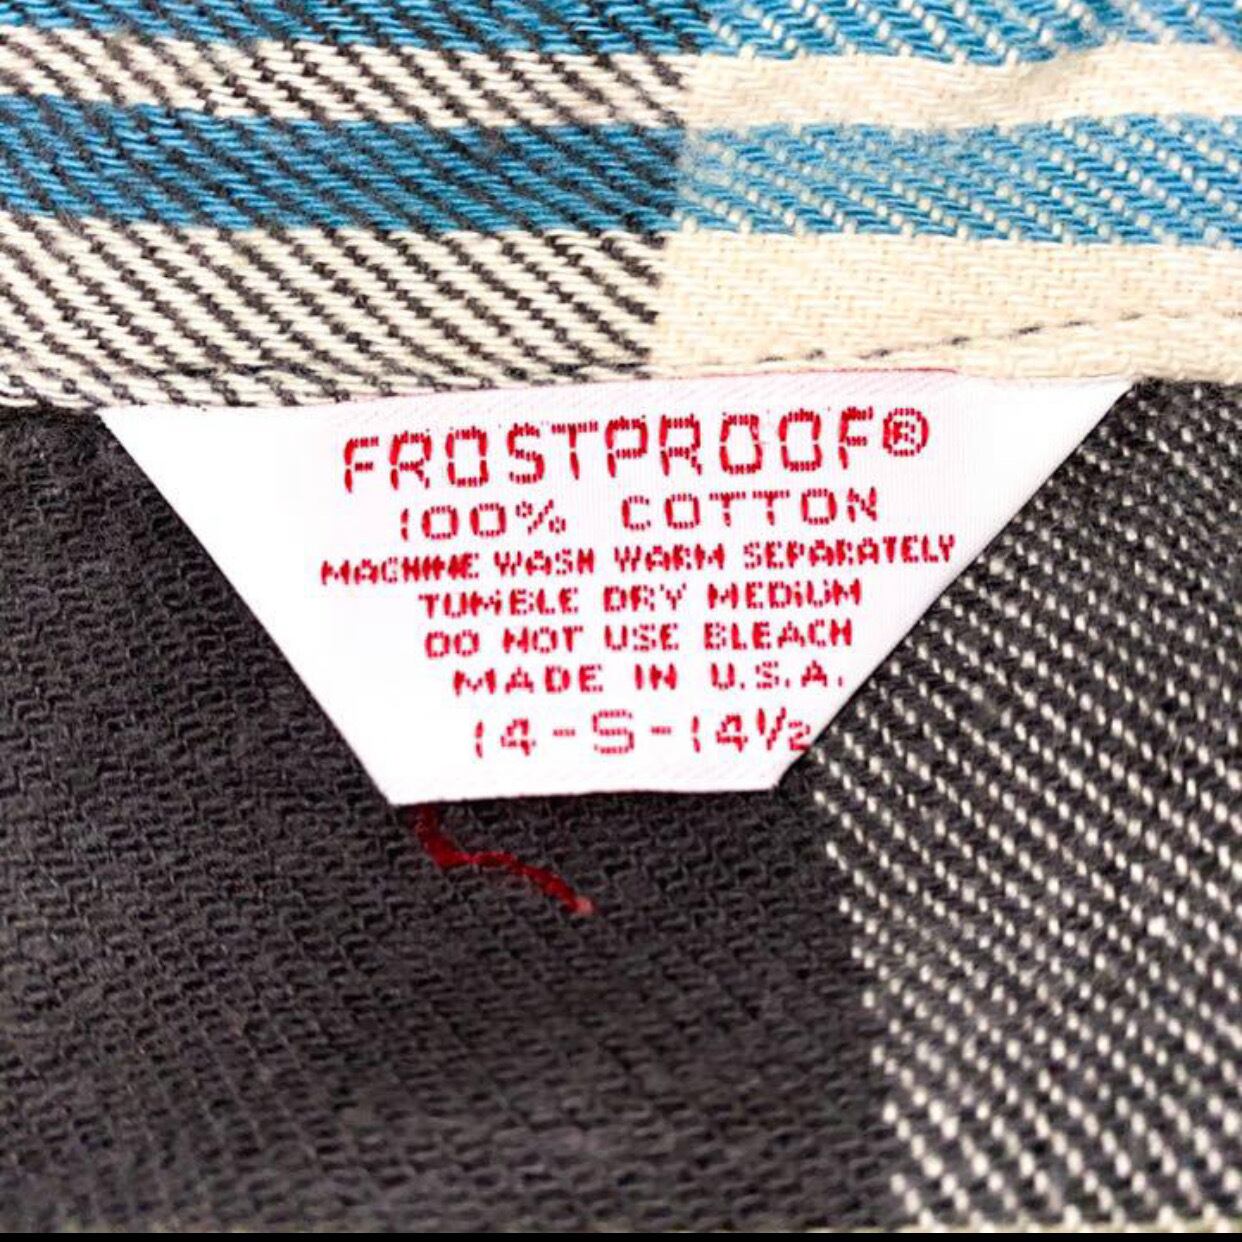 FROSTPROOF®
100% COTTON
MACHINE WASH WARM SEPARATELY
TUMBLE DRY MEDIUM
DO NOT USE BLEACH
MADE IN U.S.A.
14-S-14½